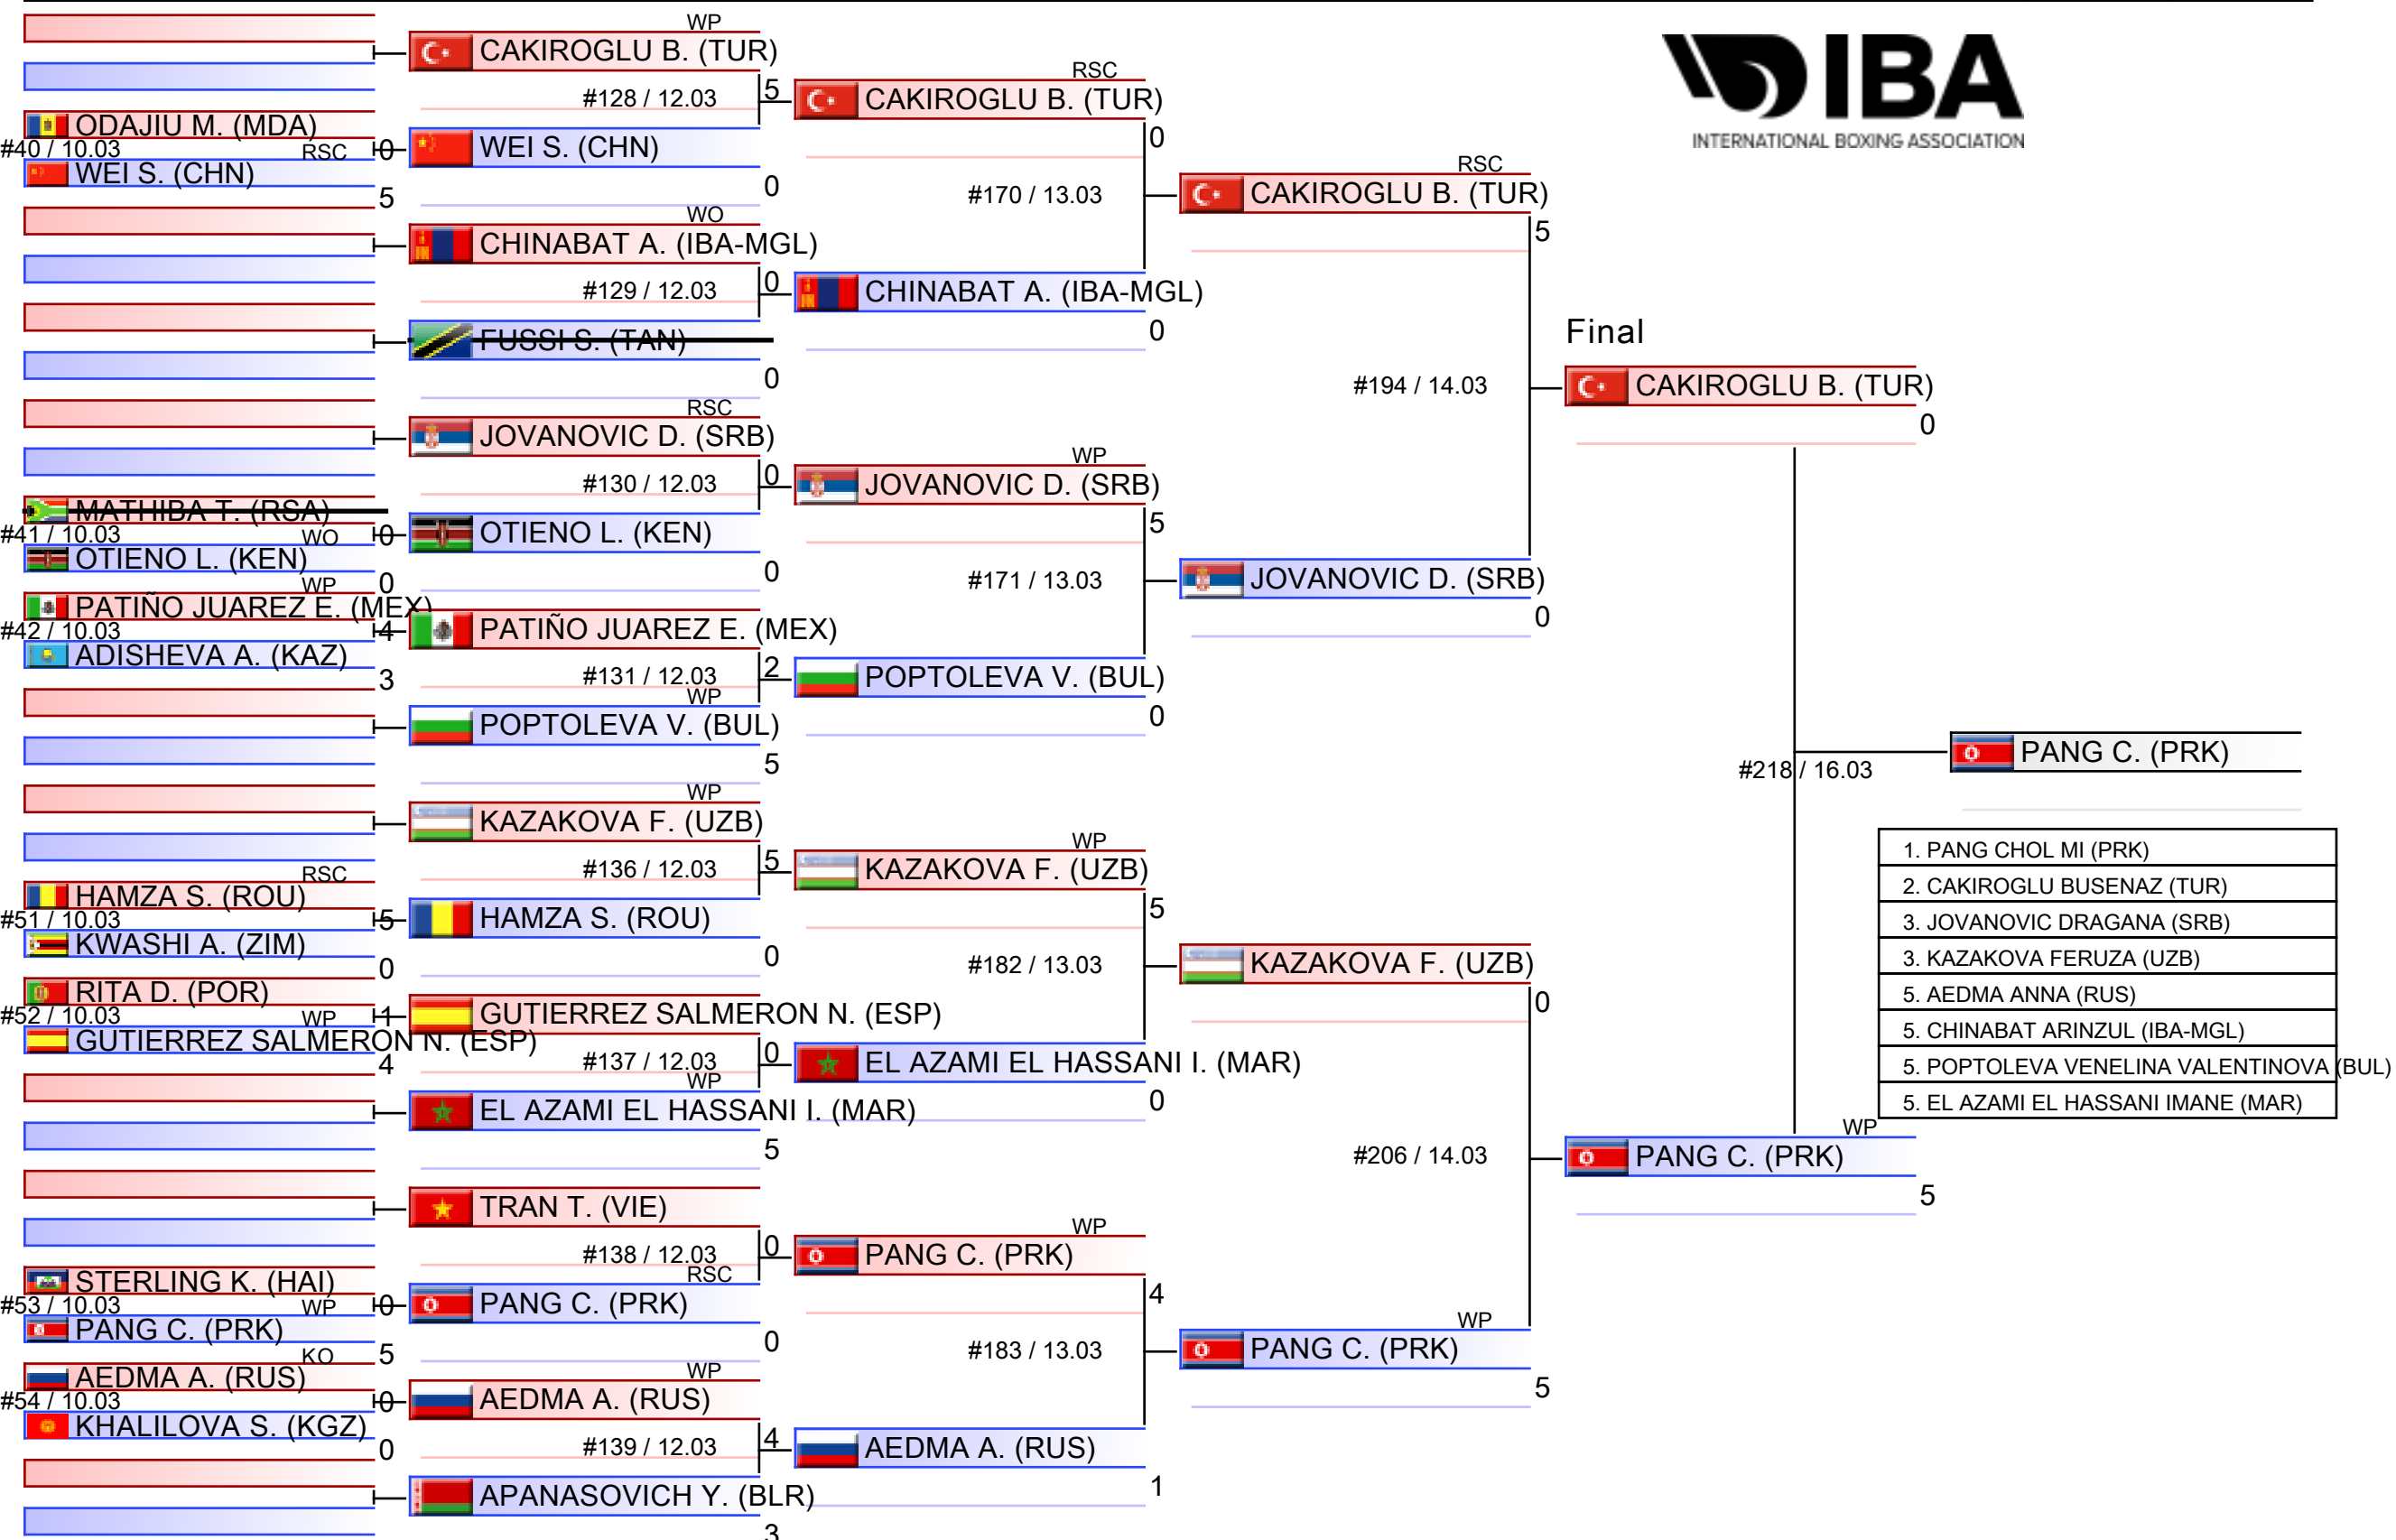 IBA
INTERNATIONAL BOXING ASSOCIATION
ODAJIU M. (MDA)
#40 / 10.03
RSC
0
WEI S. (CHN)
5
MATHIBA T. (RSA)
#41 / 10.03
WO
0
OTIENO L. (KEN)
0
WP
PATIÑO JUAREZ E. (MEX)
#42 / 10.03
4
ADISHEVA A. (KAZ)
3
RSC
HAMZA S. (ROU)
#51 / 10.03
5
KWASHI A. (ZIM)
0
RITA D. (POR)
#52 / 10.03
WP
1
GUTIERREZ SALMERON N. (ESP)
4
STERLING K. (HAI)
#53 / 10.03
WP
0
PANG C. (PRK)
5
KO
AEDMA A. (RUS)
#54 / 10.03
0
KHALILOVA S. (KGZ)
0
WP
CAKIROGLU B. (TUR)
#128 / 12.03
5
WEI S. (CHN)
0
WO
CHINABAT A. (IBA-MGL)
#129 / 12.03
0
FUSSI S. (TAN)
0
RSC
JOVANOVIC D. (SRB)
#130 / 12.03
0
OTIENO L. (KEN)
0
PATIÑO JUAREZ E. (MEX)
#131 / 12.03
2
WP
POPTOLEVA V. (BUL)
5
WP
KAZAKOVA F. (UZB)
#136 / 12.03
5
HAMZA S. (ROU)
0
GUTIERREZ SALMERON N. (ESP)
#137 / 12.03
0
WP
EL AZAMI EL HASSANI I. (MAR)
5
TRAN T. (VIE)
#138 / 12.03
0
RSC
PANG C. (PRK)
0
WP
AEDMA A. (RUS)
#139 / 12.03
4
APANASOVICH Y. (BLR)
3
RSC
CAKIROGLU B. (TUR)
0
#170 / 13.03
CHINABAT A. (IBA-MGL)
0
WP
JOVANOVIC D. (SRB)
5
#171 / 13.03
POPTOLEVA V. (BUL)
0
WP
KAZAKOVA F. (UZB)
5
#182 / 13.03
EL AZAMI EL HASSANI I. (MAR)
0
WP
PANG C. (PRK)
4
#183 / 13.03
AEDMA A. (RUS)
1
RSC
CAKIROGLU B. (TUR)
5
#194 / 14.03
JOVANOVIC D. (SRB)
0
KAZAKOVA F. (UZB)
0
#206 / 14.03
WP
PANG C. (PRK)
5
Final
CAKIROGLU B. (TUR)
0
#218 / 16.03
WP
PANG C. (PRK)
5
PANG C. (PRK)
1. PANG CHOL MI (PRK)
2. CAKIROGLU BUSENAZ (TUR)
3. JOVANOVIC DRAGANA (SRB)
3. KAZAKOVA FERUZA (UZB)
5. AEDMA ANNA (RUS)
5. CHINABAT ARINZUL (IBA-MGL)
5. POPTOLEVA VENELINA VALENTINOVA (BUL)
5. EL AZAMI EL HASSANI IMANE (MAR)